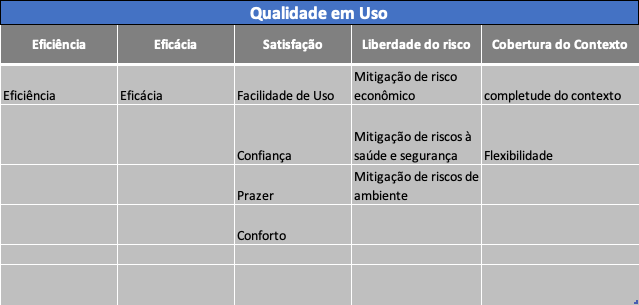 Qualidade em Uso
Eficiência Eficácia Satisfação Liberdade do risco Cobertura do Contexto
Eficiência Eficácia Facilidade de Uso Mitigação de risco econômico completude do contexto
Confiança Mitigação de riscos à saúde e segurança Flexibilidade
Prazer Mitigação de riscos de ambiente
Conforto